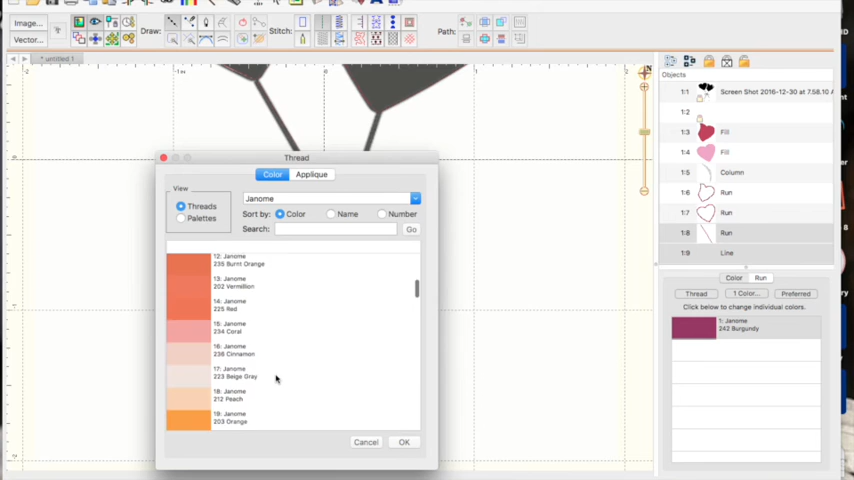 Image...
Draw:
Stitch:
Path:
Vector...
* untitled 1
N
Objects
1:1 Screen Shot 2016-12-30 at 7.58.10 A
1:2
1:3 Fill
1:4 Fill
1:5 Column
1:6 Run
1:7 Run
1:8 Run
1:9 Line
Thread
Color Applique
View
Threads
Palettes
Janome
Sort by: Color Name Number
Search: Go
12: Janome
235 Burnt Orange
13: Janome
202 Vermillion
14: Janome
225 Red
15: Janome
234 Coral
16: Janome
236 Cinnamon
17: Janome
223 Beige Gray
18: Janome
212 Peach
19: Janome
203 Orange
Cancel OK
Color Run
Thread 1 Color... Preferred
Click below to change individual colors.
1: Janome
242 Burgundy